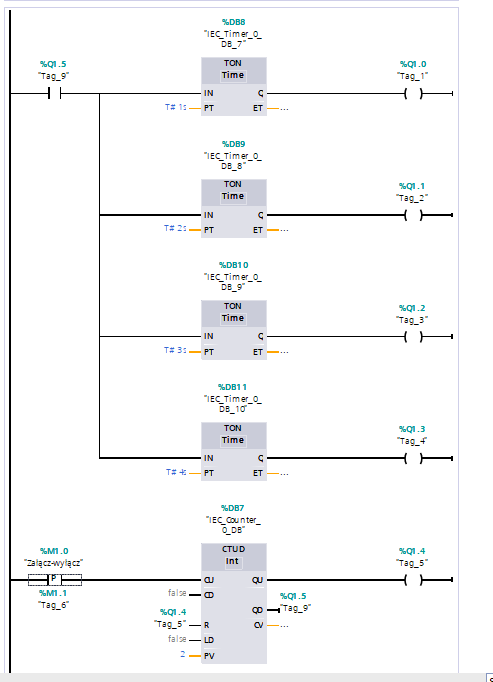 %DB8
"IEC_Timer_0_
DB_7"
%Q1.5
"Tag_9"
TON
Time
%Q1.0
"Tag_1"
IN Q
T# 1s PT ET ...
%DB9
"IEC_Timer_0_
DB_8"
TON
Time
%Q1.1
"Tag_2"
IN Q
T# 2s PT ET ...
%DB10
"IEC_Timer_0_
DB_9"
TON
Time
%Q1.2
"Tag_3"
IN Q
T# 3s PT ET ...
%DB11
"IEC_Timer_0_
DB_10"
TON
Time
%Q1.3
"Tag_4"
IN Q
T# 4s PT ET ...
%DB7
"IEC_Counter_
0_DB"
%M1.0
"Załącz-wyłącz"
P
%M1.1
"Tag_6"
CTUD
Int
%Q1.4
"Tag_5"
CU QU
false CD
%Q1.5
QD "Tag_9"
%Q1.4
"Tag_5" R CV ...
false LD
2 PV